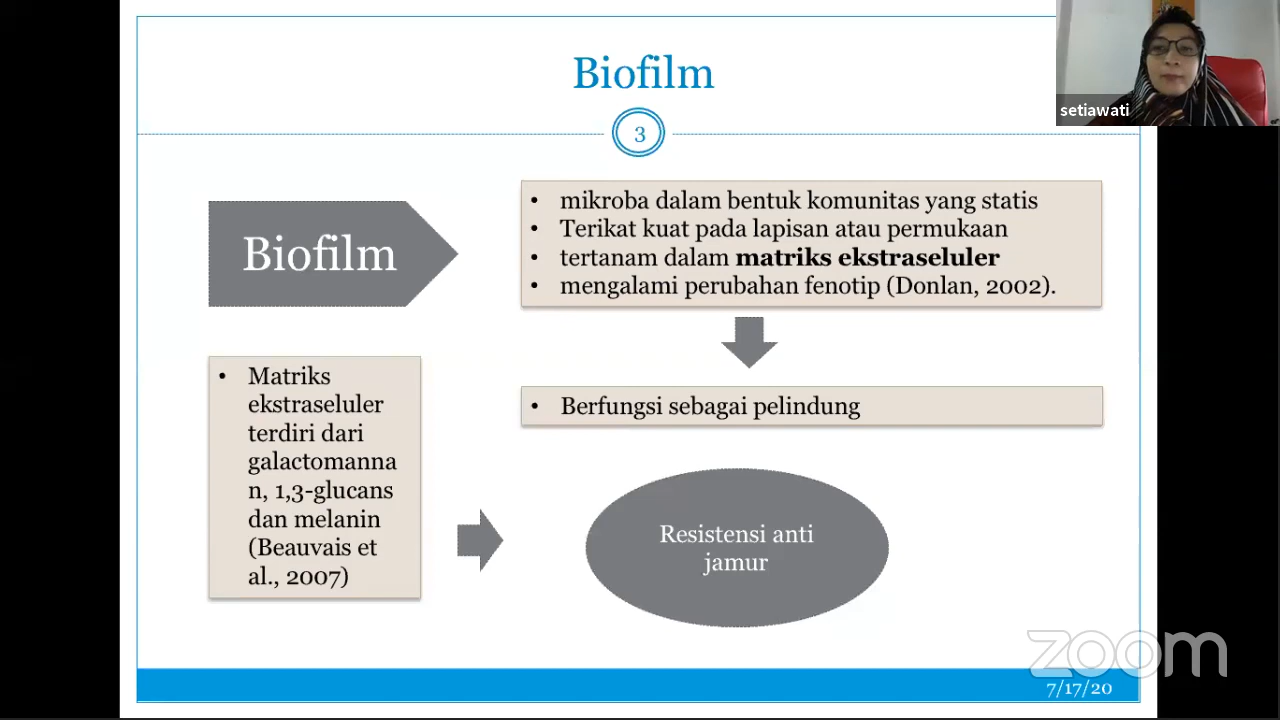 Biofilm
setiawati
3
Biofilm
• mikroba dalam bentuk komunitas yang statis
• Terikat kuat pada lapisan atau permukaan
• tertanam dalam matriks ekstraseluler
• mengalami perubahan fenotip (Donlan, 2002).
• Matriks
ekstraseluler
terdiri dari
galactomanna
n, 1,3-glucans
dan melanin
(Beauvais et
al., 2007)
• Berfungsi sebagai pelindung
Resistensi anti
jamur
zoom
7/17/20